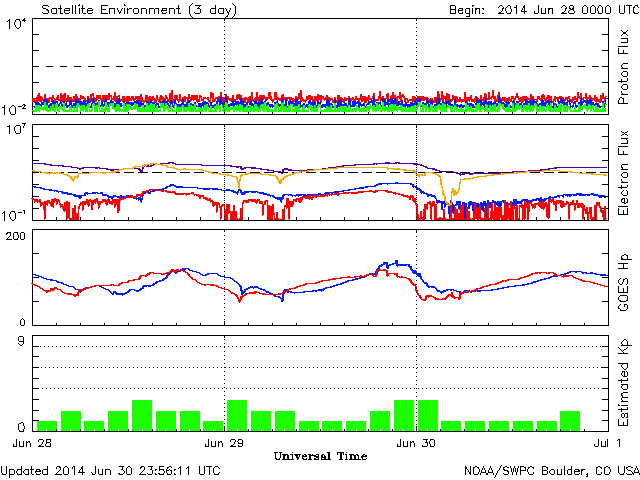 Satellite Environment (3 day) Begin: 2014 Jun 28 0000 UTC
10⁴
10⁻²
Proton Flux
10⁷
10⁻¹
Electron Flux
200
0
GOES Hp
9
0
Estimated Kp
Jun 28 Jun 29 Jun 30 Jul 1
Universal Time
Updated 2014 Jun 30 23:56:11 UTC NOAA/SWPC Boulder, CO USA